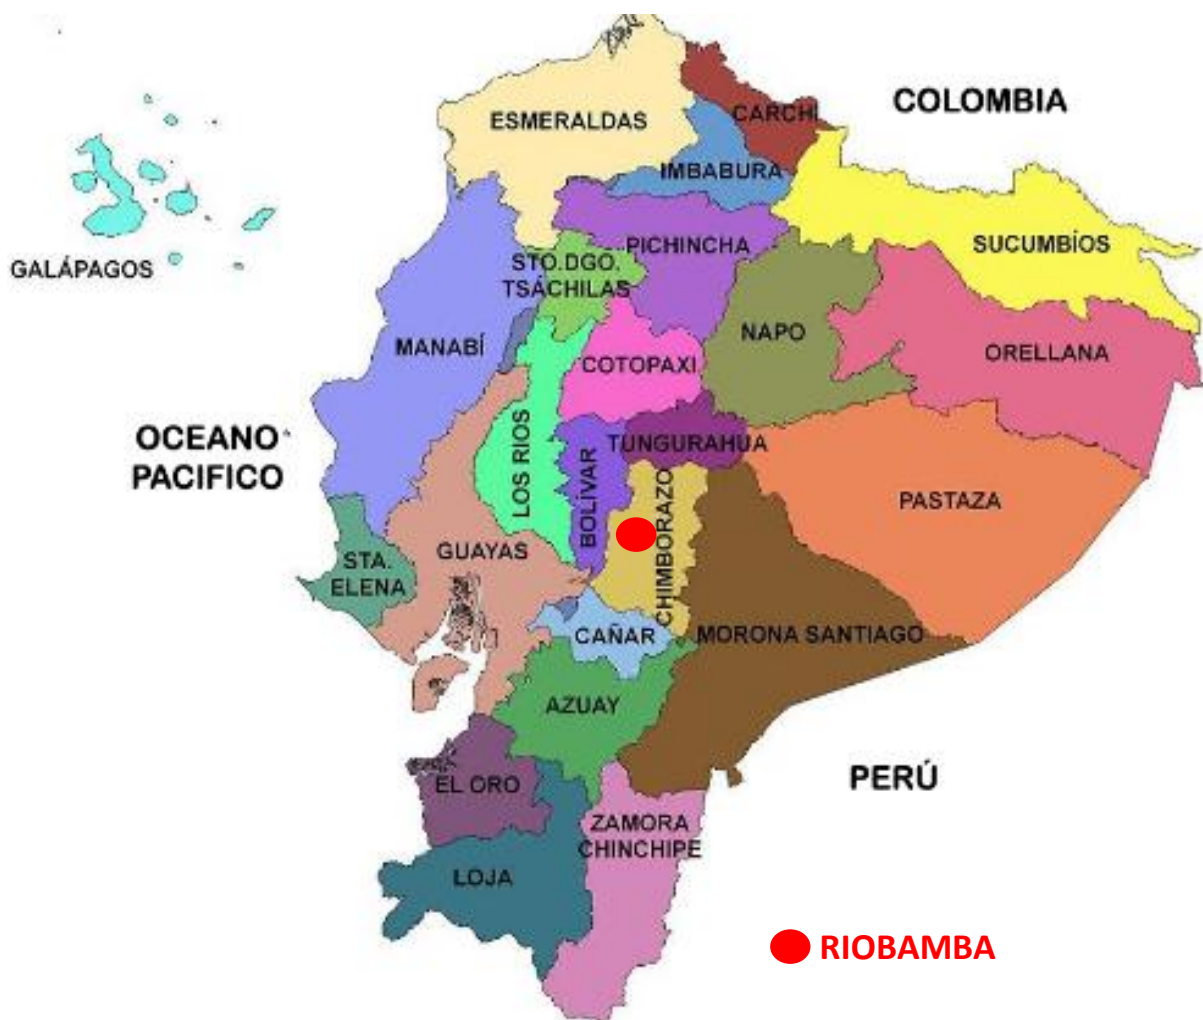 COLOMBIA
CARCHI
ESMERALDAS
IMBABURA
SUCUMBÍOS
PICHINCHA
GALÁPAGOS
STO.DGO.
TSÁCHILAS
NAPO
MANABÍ
ORELLANA
COTOPAXI
OCEANO
PACIFICO
TUNGURAHUA
LOS RIOS
BOLÍVAR
CHIMBORAZO
PASTAZA
GUAYAS
STA.
ELENA
CAÑAR
MORONA SANTIAGO
AZUAY
PERÚ
EL ORO
ZAMORA
CHINCHIPE
LOJA
RIOBAMBA